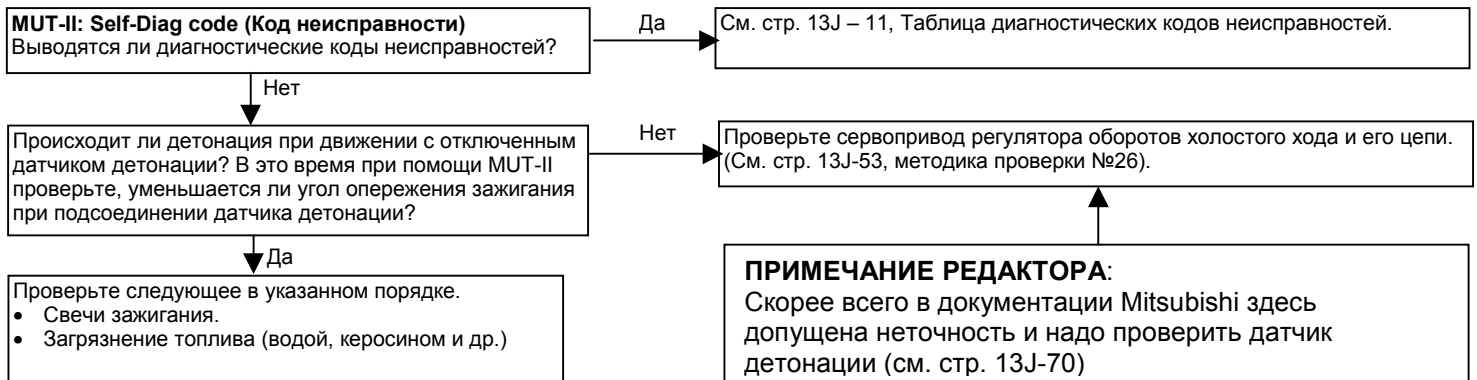 MUT-II: Self-Diag code (Код неисправности)
Выводятся ли диагностические коды неисправностей?
Да
См. стр. 13J – 11, Таблица диагностических кодов неисправностей.
Нет
Происходит ли детонация при движении с отключенным
датчиком детонации? В это время при помощи MUT-II
проверьте, уменьшается ли угол опережения зажигания
при подсоединении датчика детонации?
Нет
Проверьте сервопривод регулятора оборотов холостого хода и его цепи.
(См. стр. 13J-53, методика проверки №26).
Да
Проверьте следующее в указанном порядке.
• Свечи зажигания.
• Загрязнение топлива (водой, керосином и др.)
ПРИМЕЧАНИЕ РЕДАКТОРА:
Скорее всего в документации Mitsubishi здесь
допущена неточность и надо проверить датчик
детонации (см. стр. 13J-70)